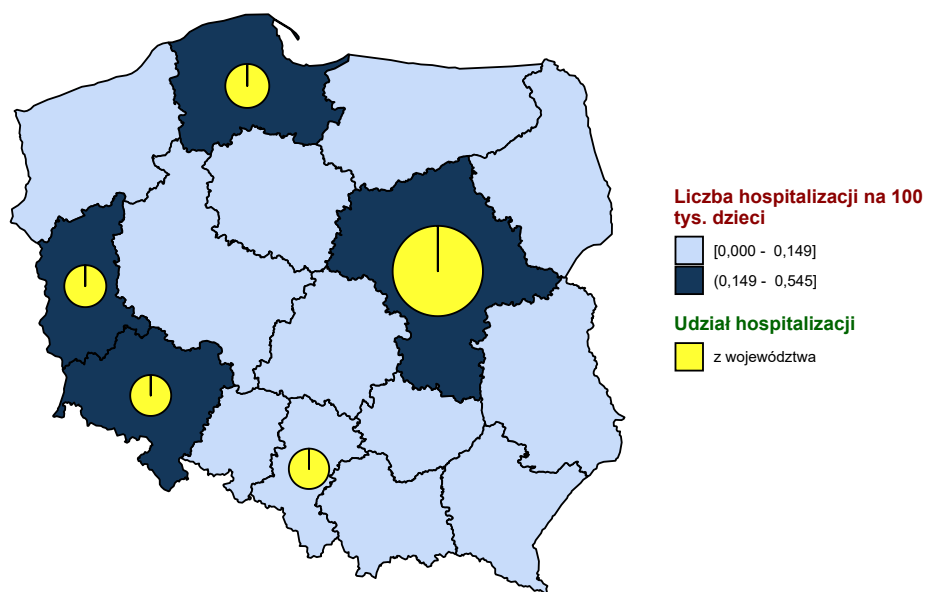 Liczba hospitalizacji na 100
tys. dzieci
[0,000 - 0,149]
(0,149 - 0,545]
Udział hospitalizacji
z województwa